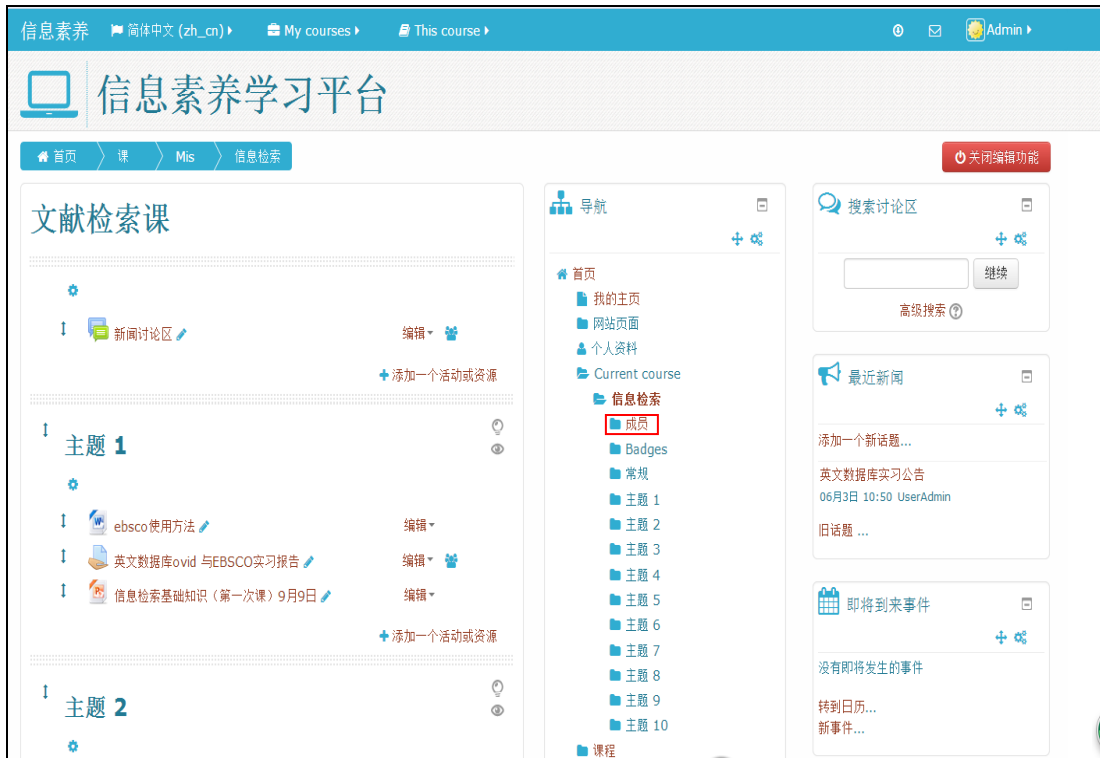 信息素养 简体中文 (zh_cn) My courses This course Admin
信息素养学习平台
首页 课 Mis 信息检索
关闭编辑功能
文献检索课
新闻讨论区 编辑
添加一个活动或资源
主题 1
ebsco使用方法 编辑
英文数据库ovid 与EBSCO实习报告 编辑
信息检索基础知识（第一次课）9月9日 编辑
添加一个活动或资源
主题 2
导航
首页
我的主页
网站页面
个人资料
Current course
信息检索
成员
Badges
常规
主题 1
主题 2
主题 3
主题 4
主题 5
主题 6
主题 7
主题 8
主题 9
主题 10
课程
搜索讨论区
继续
高级搜索
最近新闻
添加一个新话题...
英文数据库实习公告
06月3日 10:50 UserAdmin
旧话题 ...
即将到来事件
没有即将发生的事件
转到日历...
新事件...